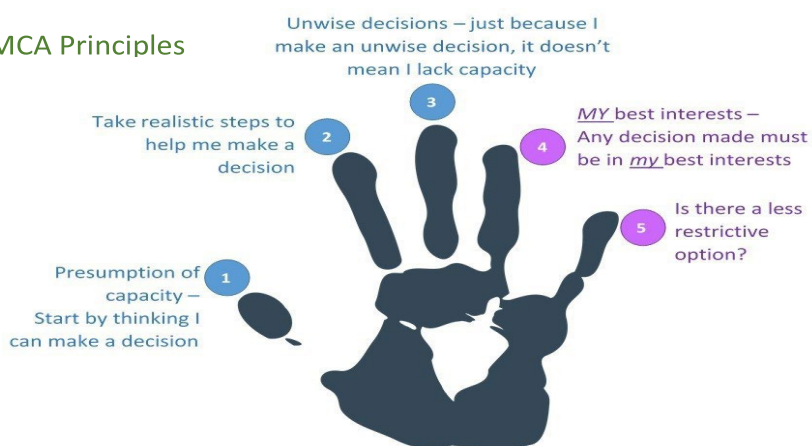 MCA Principles
Unwise decisions – just because I
make an unwise decision, it doesn't
mean I lack capacity
3
Take realistic steps to
help me make a
decision
2
MY best interests –
Any decision made must
be in my best interests
4
Is there a less
restrictive
option?
5
Presumption of
capacity –
Start by thinking I
can make a decision
1